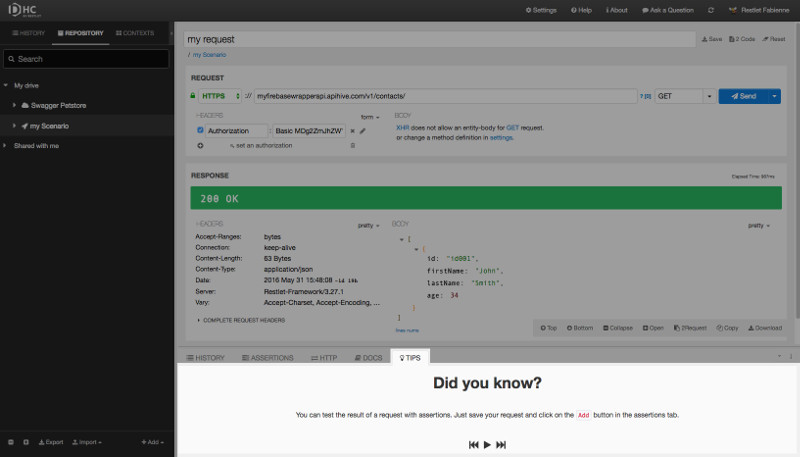 DHC
BY RESTLET
Settings
Help
About
Ask a Question
Restlet Fabienne
HISTORY
REPOSITORY
CONTEXTS
Search
My drive
Swagger Petstore
my Scenario
Shared with me
Export
Import
Add
my request
Save
2 Code
Reset
/ my Scenario
REQUEST
HTTPS
://
myfirebasewrapperspi.apihive.com/v1/contacts/
? [0]
GET
Send
HEADERS
form
Authorization
:
Basic MDg2ZmJhZW
set an authorization
BODY
XHR does not allow an entity-body for GET request.
or change a method definition in settings.
RESPONSE
200 OK
HEADERS
pretty
Accept-Ranges: bytes
Connection: keep-alive
Content-Length: 63 Bytes
Content-Type: application/json
Date: 2016 May 31 15:48:08
Server: Restlet-Framework/3.27.1
Vary: Accept-Charset, Accept-Encoding, ...
COMPLETE REQUEST HEADERS
BODY
pretty
[
{
id: "id001",
firstName: "John",
lastName: "Smith",
age: 34
}
]
lines nums
Top
Bottom
Collapse
Open
2Request
Copy
Download
HISTORY
ASSERTIONS
HTTP
DOCS
TIPS
Did you know?
You can test the result of a request with assertions. Just save your request and click on the Add button in the assertions tab.